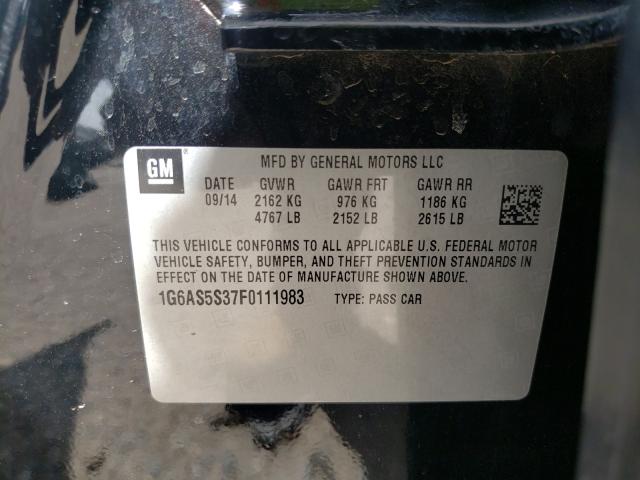 GM ®
MFD BY GENERAL MOTORS LLC
DATE GVWR GAWR FRT GAWR RR
09/14 2162 KG 976 KG 1186 KG
4767 LB 2152 LB 2615 LB
THIS VEHICLE CONFORMS TO ALL APPLICABLE U.S. FEDERAL MOTOR
VEHICLE SAFETY, BUMPER, AND THEFT PREVENTION STANDARDS IN
EFFECT ON THE DATE OF MANUFACTURE SHOWN ABOVE.
1G6AS5S37F0111983 TYPE: PASS CAR